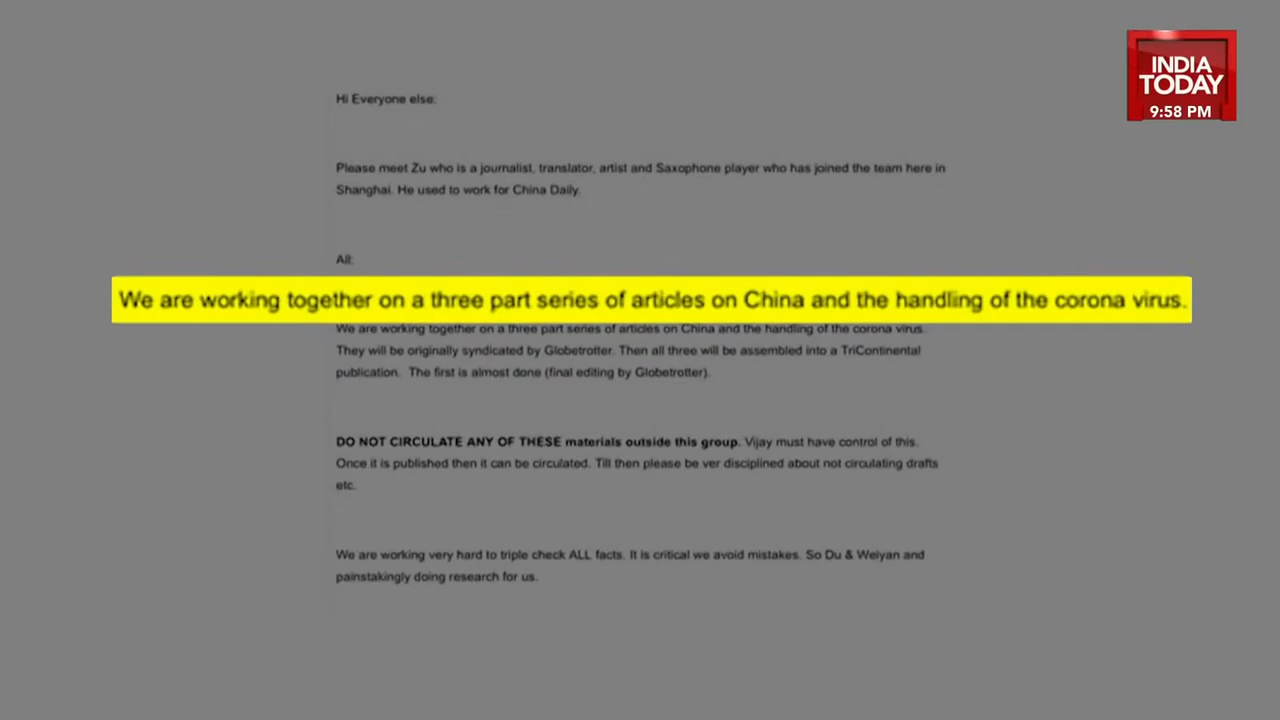 INDIA
TODAY
9:58 PM
Hi Everyone else:
Please meet Zu who is a journalist, translator, artist and Saxophone player who has joined the team here in
Shanghai. He used to work for China Daily.
All:
We are working together on a three part series of articles on China and the handling of the corona virus.
We are working together on a three part series of articles on China and the handling of the corona virus.
They will be originally syndicated by Globetrotter. Then all three will be assembled into a TriContinental
publication. The first is almost done (final editing by Globetrotter).
DO NOT CIRCULATE ANY OF THESE materials outside this group. Vijay must have control of this.
Once it is published then it can be circulated. Till then please be ver disciplined about not circulating drafts
etc.
We are working very hard to triple check ALL facts. It is critical we avoid mistakes. So Du & Weiyan and
painstakingly doing research for us.